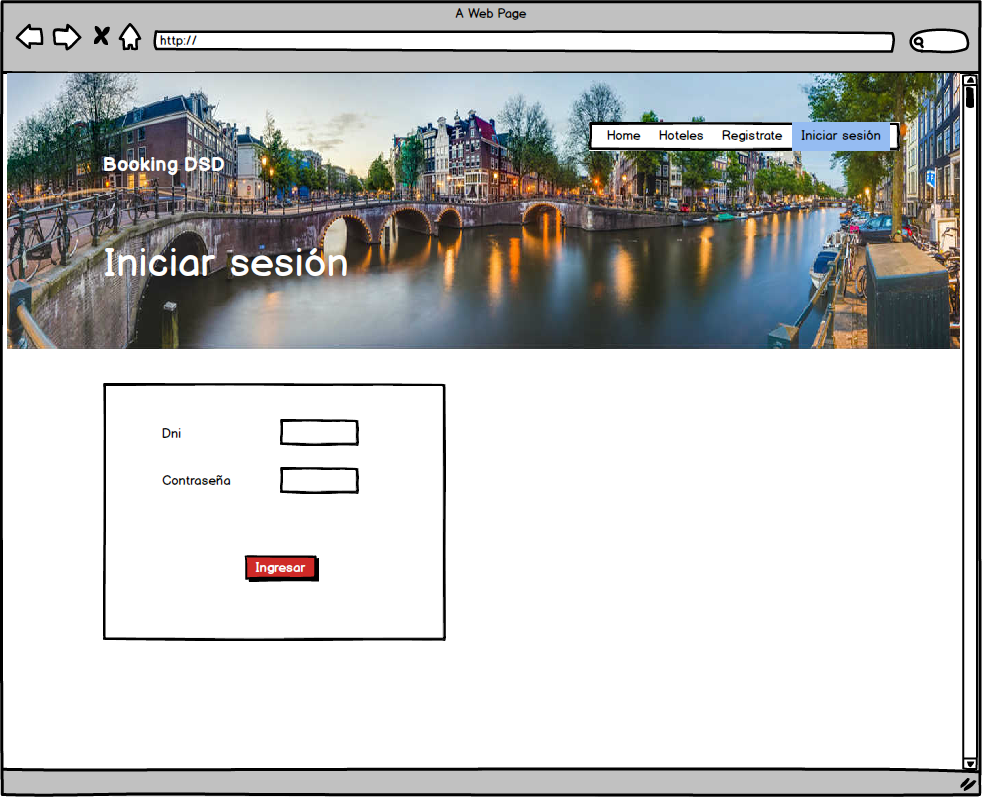 A Web Page
http://
Home Hoteles Registrate Iniciar sesión
Booking DSD
Iniciar sesión
Dni
Contraseña
Ingresar